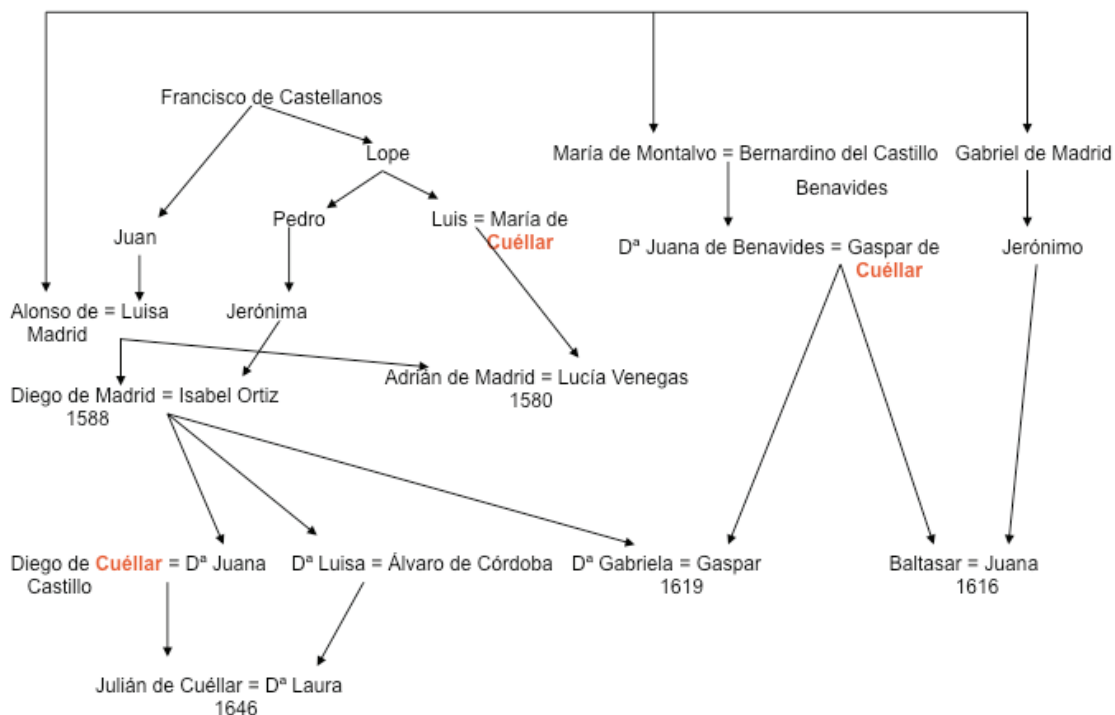 Francisco de Castellanos
Lope
María de Montalvo = Bernardino del Castillo
Benavides
Gabriel de Madrid
Juan
Pedro
Luis = María de
Cuéllar
Dª Juana de Benavides = Gaspar de
Cuéllar
Jerónimo
Alonso de = Luisa
Madrid
Jerónima
Diego de Madrid = Isabel Ortiz
1588
Adrián de Madrid = Lucía Venegas
1580
Diego de Cuéllar = Dª Juana
Castillo
Dª Luisa = Álvaro de Córdoba
Dª Gabriela = Gaspar
1619
Baltasar = Juana
1616
Julián de Cuéllar = Dª Laura
1646